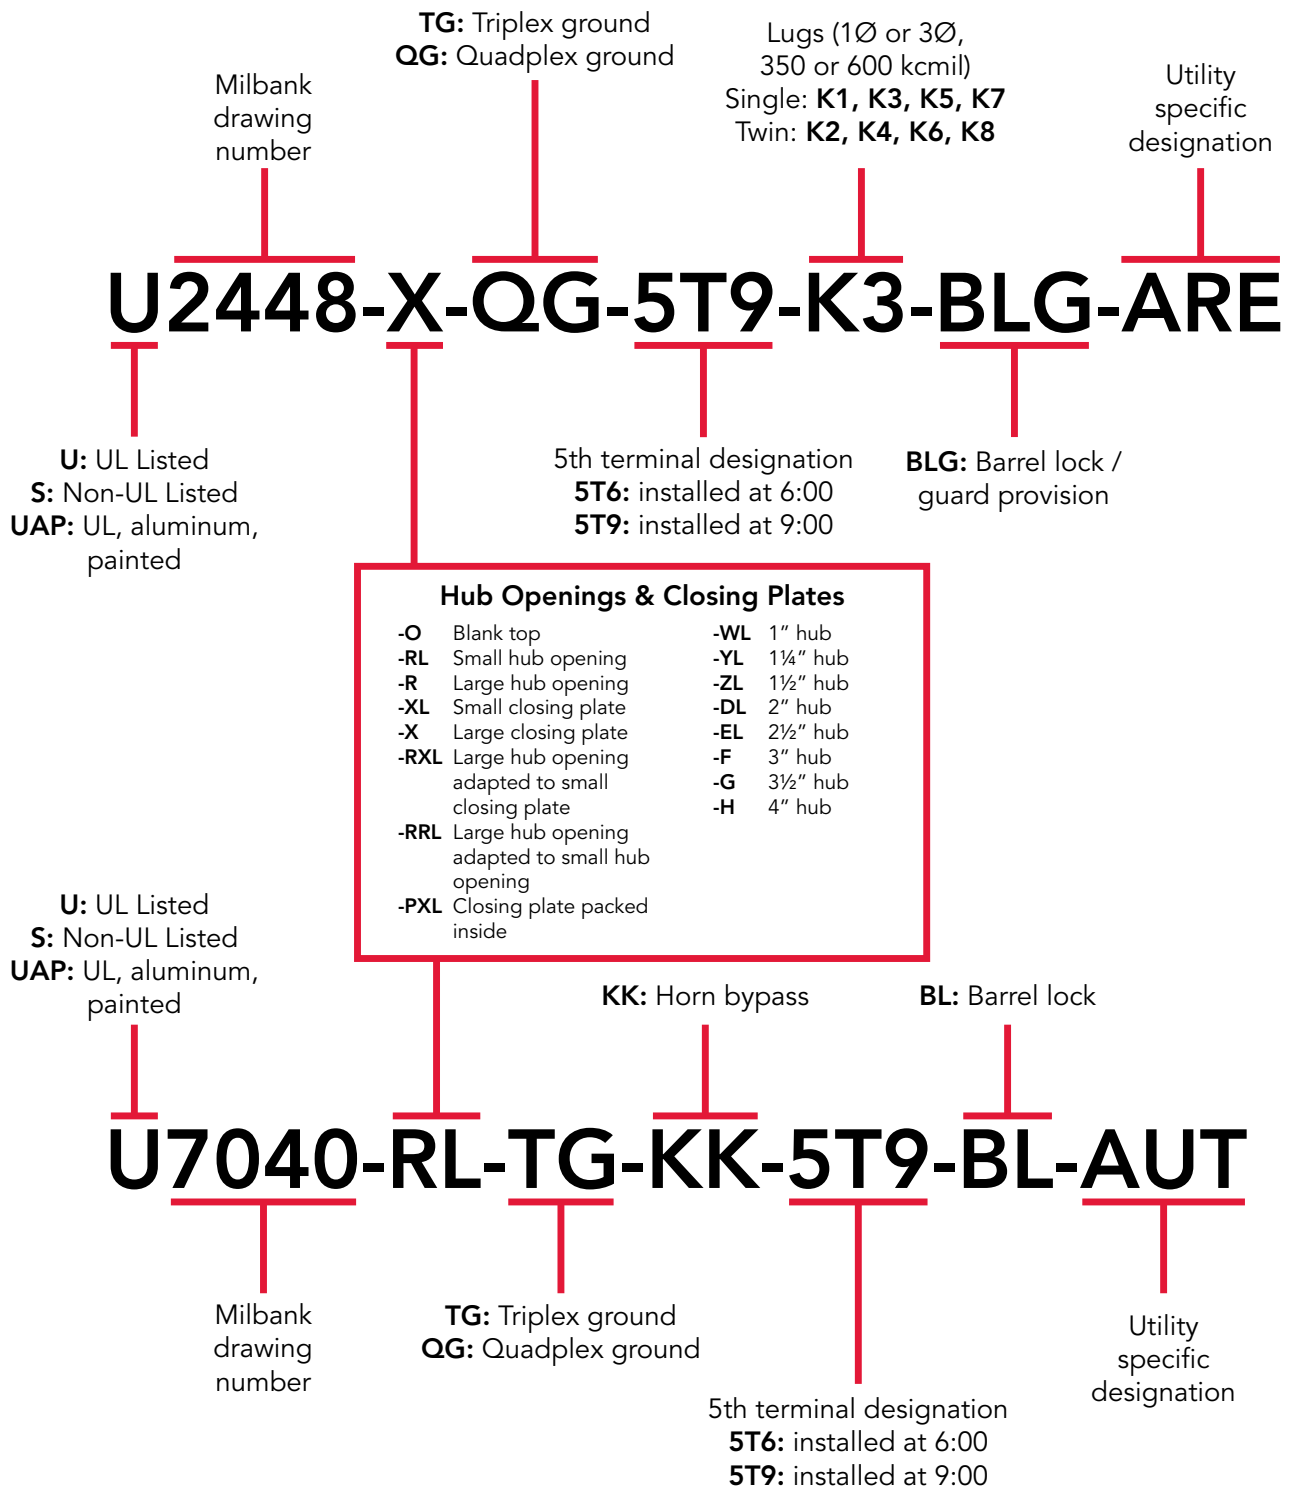 TG: Triplex ground
QG: Quadplex ground
Lugs (1Ø or 3Ø,
350 or 600 kcmil)
Single: K1, K3, K5, K7
Twin: K2, K4, K6, K8
Milbank
drawing
number
Utility
specific
designation
U2448-X-QG-5T9-K3-BLG-ARE
U: UL Listed
S: Non-UL Listed
UAP: UL, aluminum,
painted
5th terminal designation
5T6: installed at 6:00
5T9: installed at 9:00
BLG: Barrel lock /
guard provision
Hub Openings & Closing Plates
-O Blank top
-RL Small hub opening
-R Large hub opening
-XL Small closing plate
-X Large closing plate
-RXL Large hub opening
adapted to small
closing plate
-RRL Large hub opening
adapted to small hub
opening
-PXL Closing plate packed
inside
-WL 1” hub
-YL 1¼” hub
-ZL 1½” hub
-DL 2” hub
-EL 2½” hub
-F 3” hub
-G 3½” hub
-H 4” hub
U: UL Listed
S: Non-UL Listed
UAP: UL, aluminum,
painted
KK: Horn bypass
BL: Barrel lock
U7040-RL-TG-KK-5T9-BL-AUT
Milbank
drawing
number
TG: Triplex ground
QG: Quadplex ground
5th terminal designation
5T6: installed at 6:00
5T9: installed at 9:00
Utility
specific
designation